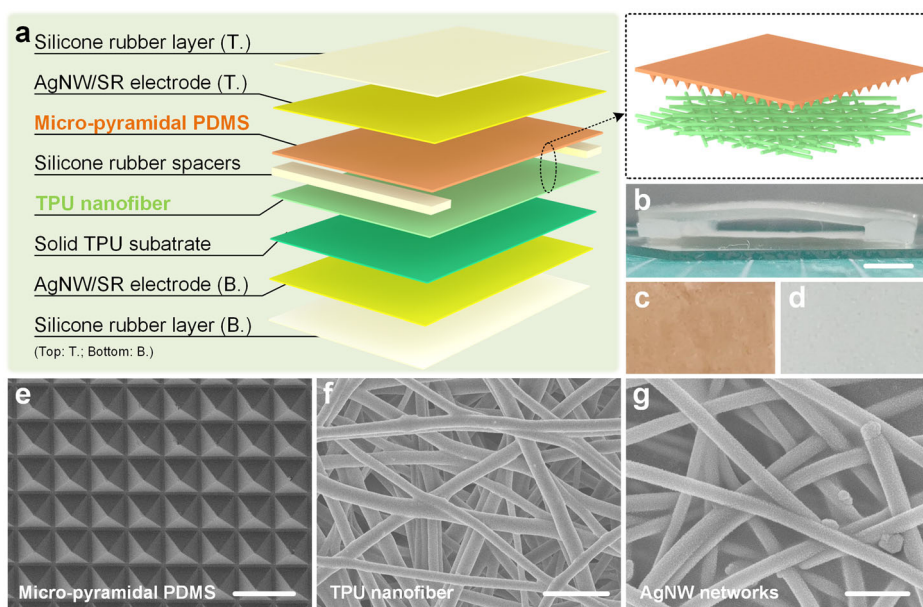 a
Silicone rubber layer (T.)
AgNW/SR electrode (T.)
Micro-pyramidal PDMS
Silicone rubber spacers
TPU nanofiber
Solid TPU substrate
AgNW/SR electrode (B.)
Silicone rubber layer (B.)
(Top: T.; Bottom: B.)
b
c
d
e
Micro-pyramidal PDMS
f
TPU nanofiber
g
AgNW networks